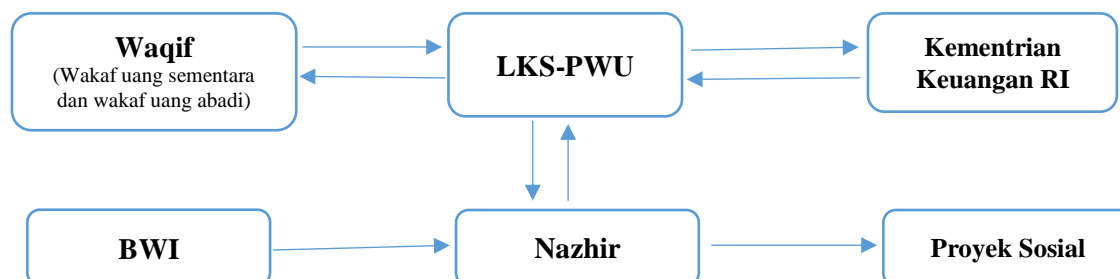 Waqif
(Wakaf uang sementara
dan wakaf uang abadi)
LKS-PWU
Kementrian
Keuangan RI
BWI
Nazhir
Proyek Sosial